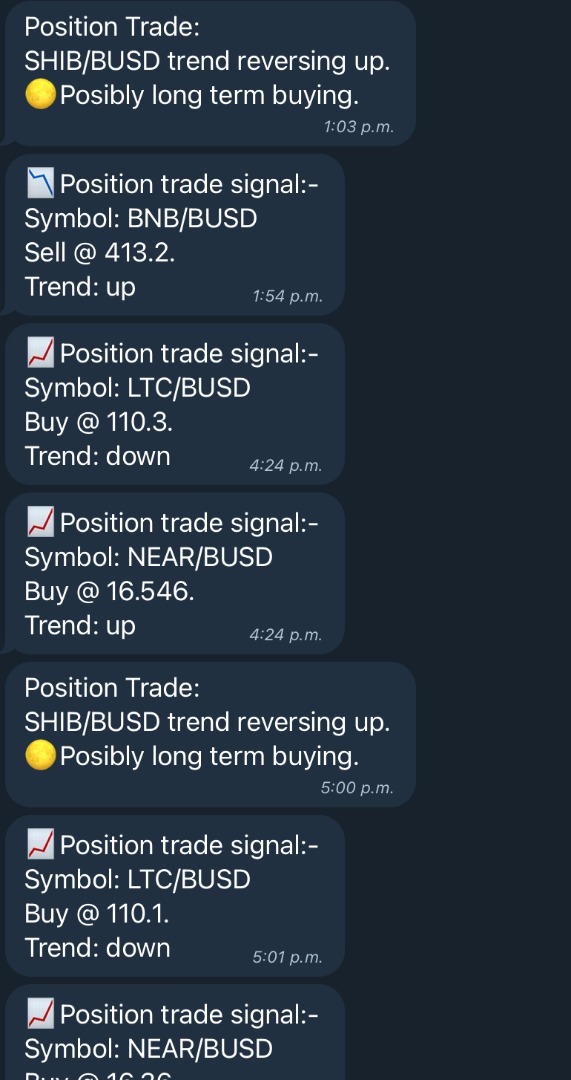 Position Trade:
SHIB/BUSD trend reversing up.
🌕Posibly long term buying.
1:03 p.m.
📉Position trade signal:-
Symbol: BNB/BUSD
Sell @ 413.2.
Trend: up
1:54 p.m.
📈Position trade signal:-
Symbol: LTC/BUSD
Buy @ 110.3.
Trend: down
4:24 p.m.
📈Position trade signal:-
Symbol: NEAR/BUSD
Buy @ 16.546.
Trend: up
4:24 p.m.
Position Trade:
SHIB/BUSD trend reversing up.
🌕Posibly long term buying.
5:00 p.m.
📈Position trade signal:-
Symbol: LTC/BUSD
Buy @ 110.1.
Trend: down
5:01 p.m.
📈Position trade signal:-
Symbol: NEAR/BUSD
Buy @